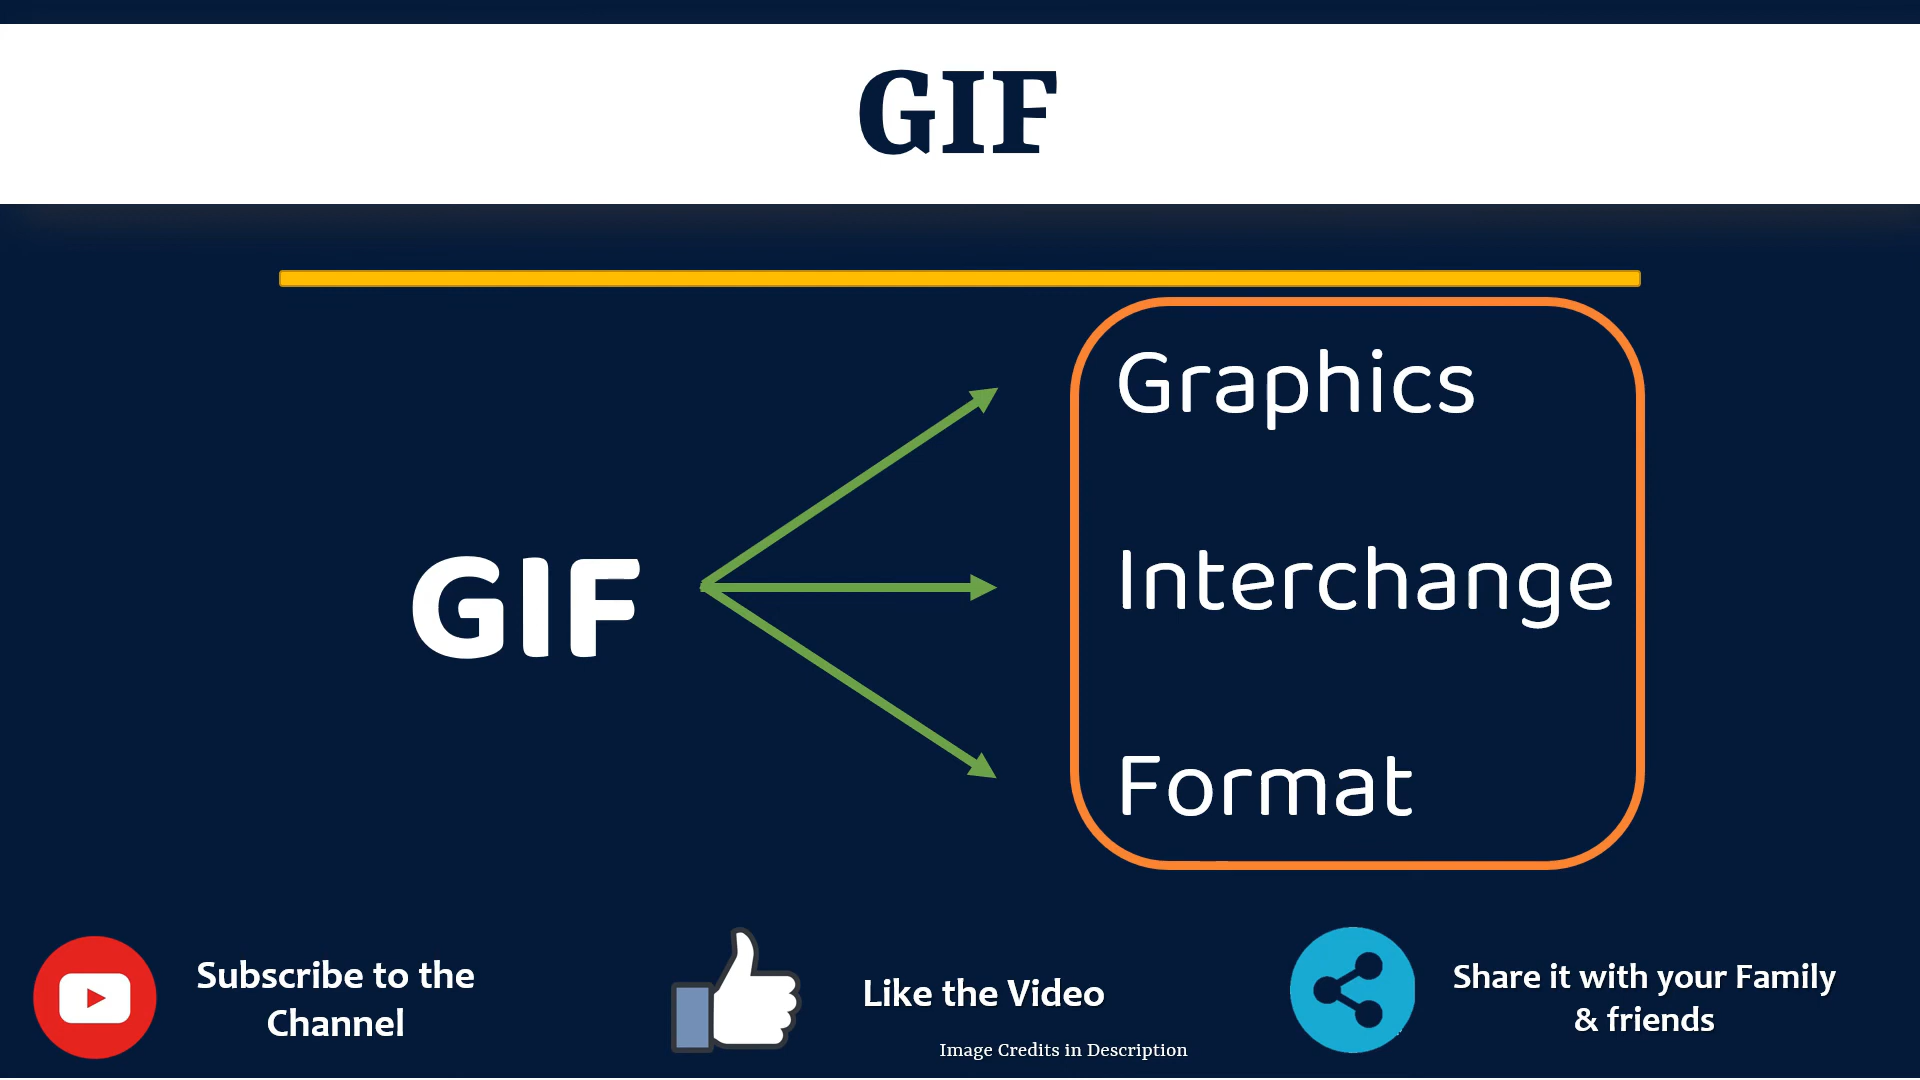 GIF
GIF
Graphics
Interchange
Format
Subscribe to the
Channel
Like the Video
Share it with your Family
& friends
Image Credits in Description